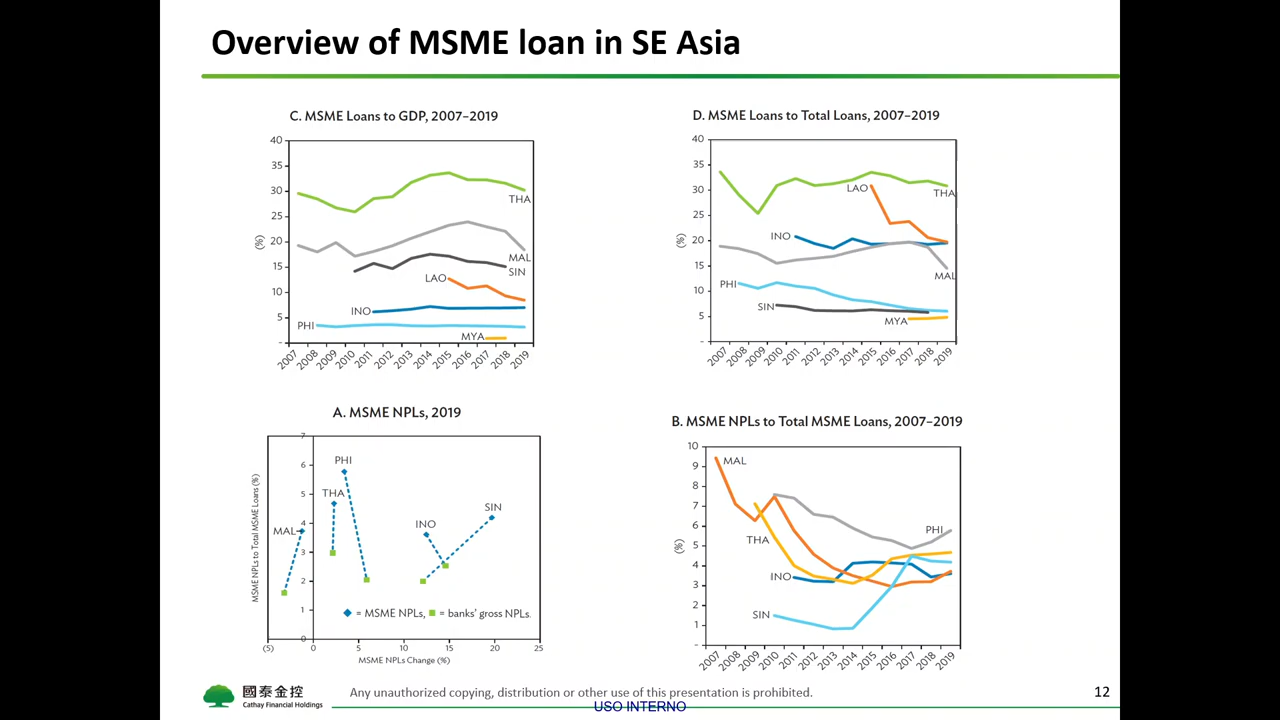 Overview of MSME loan in SE Asia
C. MSME Loans to GDP, 2007–2019
40
35
30
25
20
15
10
5
–
(%)
THA
MAL
SIN
LAO
INO
PHI
MYA
2007 2008 2009 2010 2011 2012 2013 2014 2015 2016 2017 2018 2019
D. MSME Loans to Total Loans, 2007–2019
40
35
30
25
20
15
10
5
–
(%)
LAO
THA
INO
MAL
PHI
SIN
MYA
2007 2008 2009 2010 2011 2012 2013 2014 2015 2016 2017 2018 2019
A. MSME NPLs, 2019
MSME NPLs to Total MSME Loans (%)
7
6
5
4
3
2
1
0
PHI
THA
MAL
INO
SIN
= MSME NPLs, = banks' gross NPLs.
(5) 0 5 10 15 20 25
MSME NPLs Change (%)
B. MSME NPLs to Total MSME Loans, 2007–2019
10
9
8
7
6
5
4
3
2
1
–
(%)
MAL
PHI
THA
INO
SIN
2007 2008 2009 2010 2011 2012 2013 2014 2015 2016 2017 2018 2019
國泰金控
Cathay Financial Holdings
Any unauthorized copying, distribution or other use of this presentation is prohibited.
USO INTERNO
12